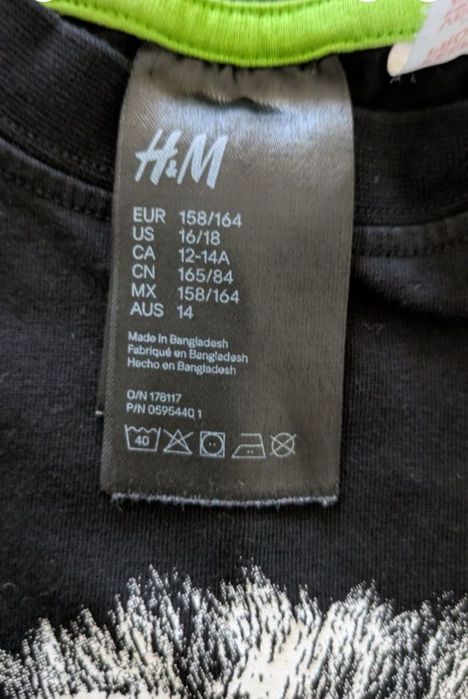 H&M
EUR 158/164
US 16/18
CA 12-14A
CN 165/84
MX 158/164
AUS 14
Made in Bangladesh
Fabriqué en Bangladesh
Hecho en Bangladesh
O/N 178117
P/N 0595440 1
40